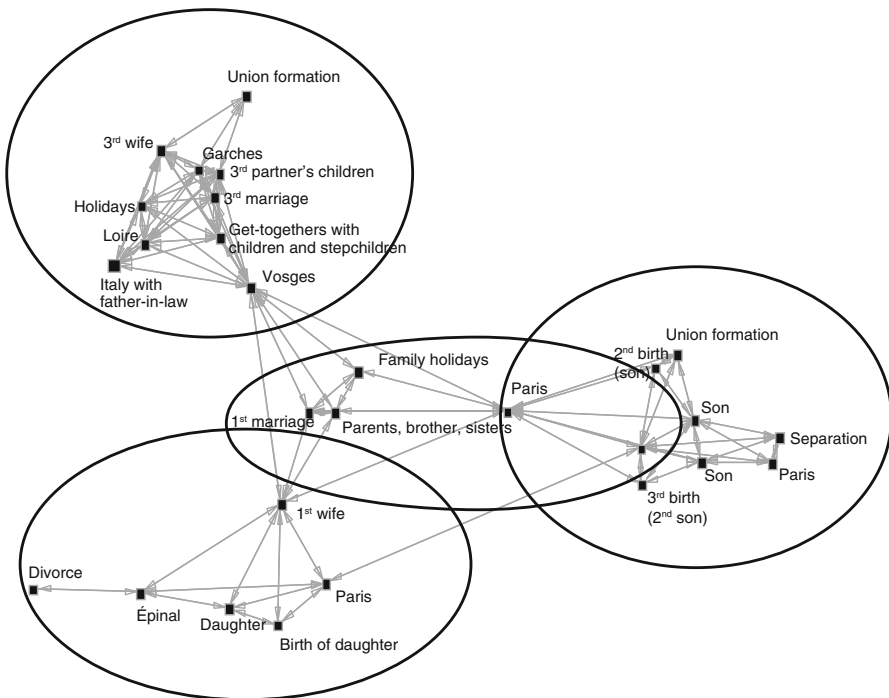 Union formation
3rd wife
Garches
3rd partner's children
3rd marriage
Holidays
Loire
Get-togethers with
children and stepchildren
Italy with
father-in-law
Vosges
Family holidays
1st marriage
Parents, brother, sisters
Paris
Union formation
2nd birth
(son)
Son
Separation
Son
Paris
3rd birth
(2nd son)
1st wife
Divorce
Épinal
Daughter
Paris
Birth of daughter